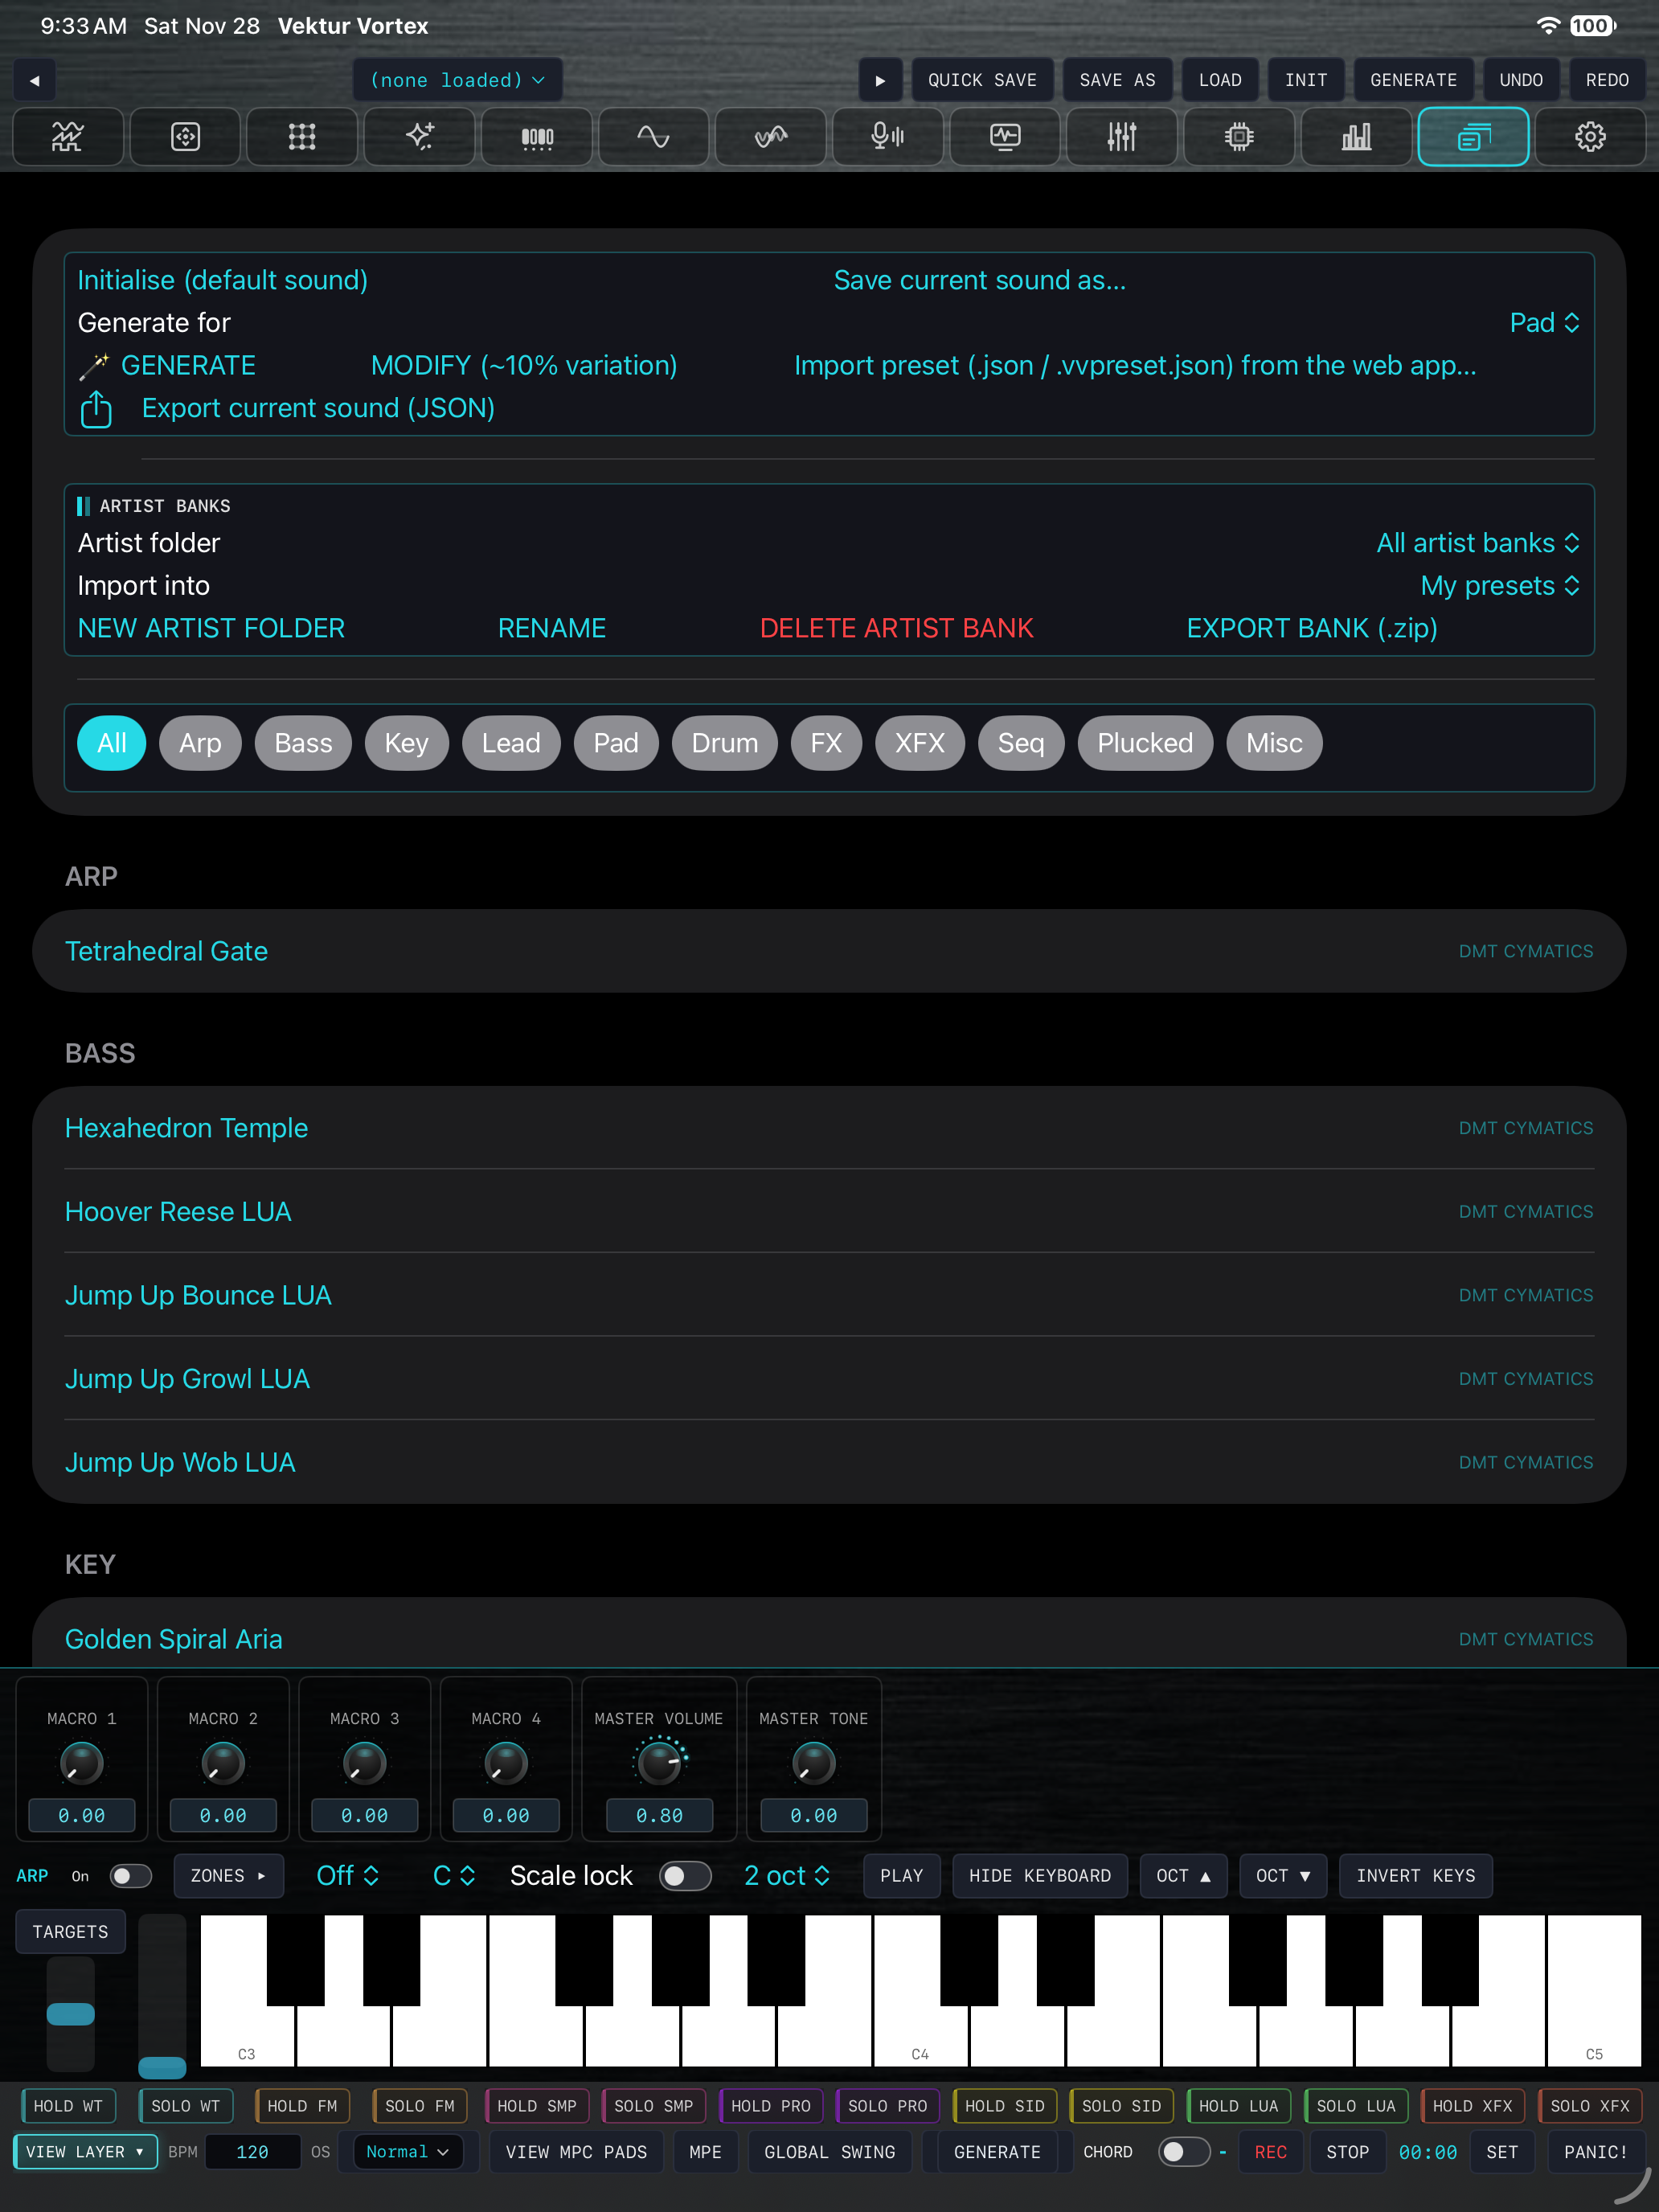 9:33 AM Sat Nov 28 Vektur Vortex 100
(none loaded) QUICK SAVE SAVE AS LOAD INIT GENERATE UNDO REDO
Initialise (default sound) Save current sound as...
Generate for Pad
GENERATE MODIFY (~10% variation) Import preset (.json / .vvpreset.json) from the web app...
Export current sound (JSON)
ARTIST BANKS
Artist folder All artist banks
Import into My presets
NEW ARTIST FOLDER RENAME DELETE ARTIST BANK EXPORT BANK (.zip)
All Arp Bass Key Lead Pad Drum FX XFX Seq Plucked Misc
ARP
Tetrahedral Gate DMT CYMATICS
BASS
Hexahedron Temple DMT CYMATICS
Hoover Reese LUA DMT CYMATICS
Jump Up Bounce LUA DMT CYMATICS
Jump Up Growl LUA DMT CYMATICS
Jump Up Wob LUA DMT CYMATICS
KEY
Golden Spiral Aria DMT CYMATICS
MACRO 1 MACRO 2 MACRO 3 MACRO 4 MASTER VOLUME MASTER TONE
0.00 0.00 0.00 0.00 0.80 0.00
ARP On ZONES Off C Scale lock 2 oct PLAY HIDE KEYBOARD OCT ▲ OCT ▼ INVERT KEYS
TARGETS
C3 C4 C5
HOLD WT SOLO WT HOLD FM SOLO FM HOLD SMP SOLO SMP HOLD PRO SOLO PRO HOLD SID SOLO SID HOLD LUA SOLO LUA HOLD XFX SOLO XFX
VIEW LAYER ▼ BPM 120 OS Normal VIEW MPC PADS MPE GLOBAL SWING GENERATE CHORD - REC STOP 00:00 SET PANIC!